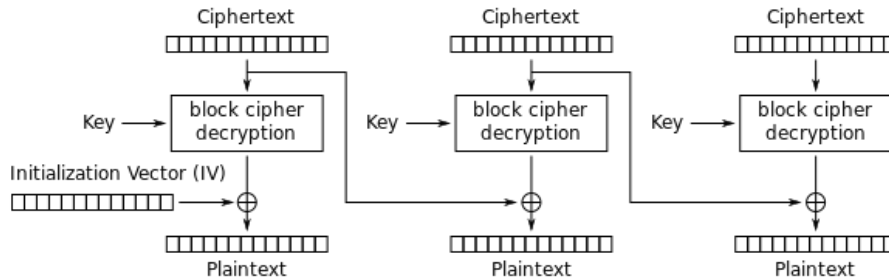 Ciphertext
Ciphertext
Ciphertext
Key
block cipher
decryption
Key
block cipher
decryption
Key
block cipher
decryption
Initialization Vector (IV)
Plaintext
Plaintext
Plaintext